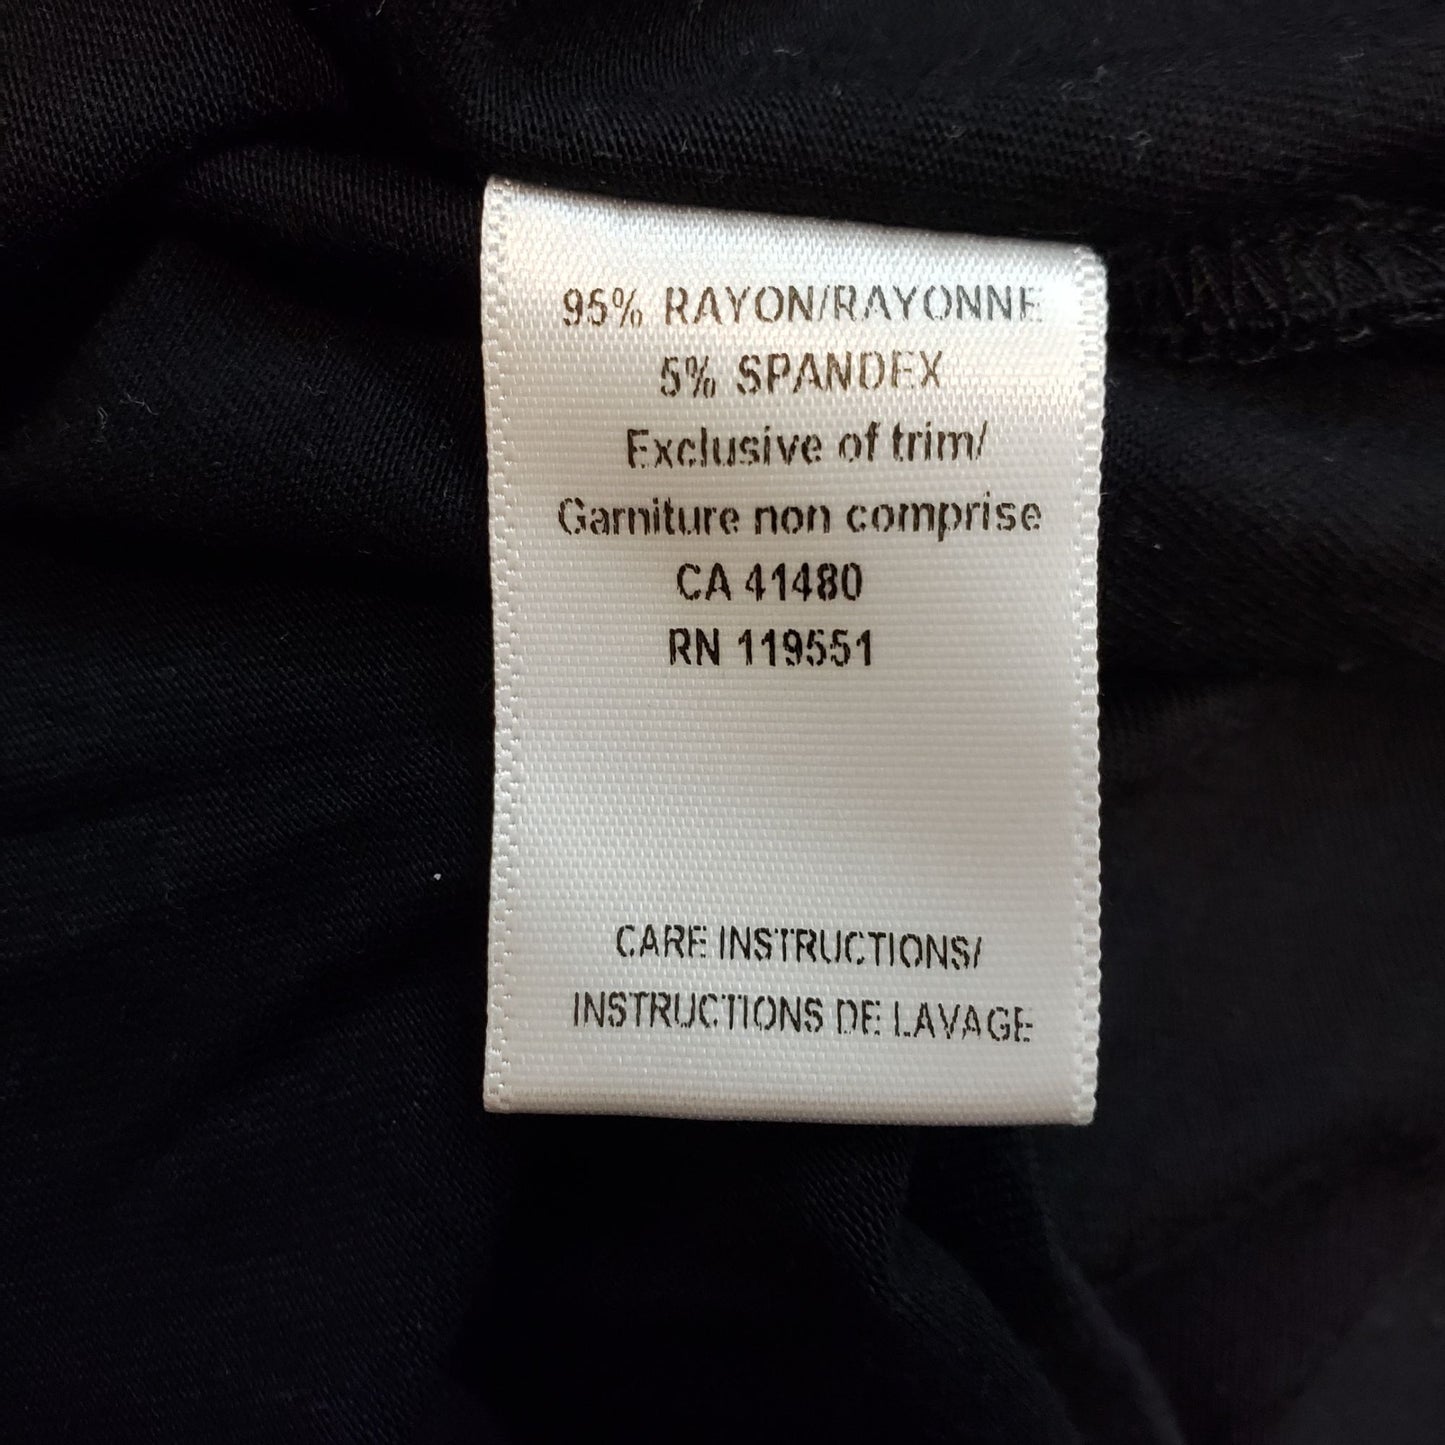 95% RAYON/RAYONNE
5% SPANDEX
Exclusive of trim/
Garniture non comprise
CA 41480
RN 119551
CARE INSTRUCTIONS/
INSTRUCTIONS DE LAVAGE